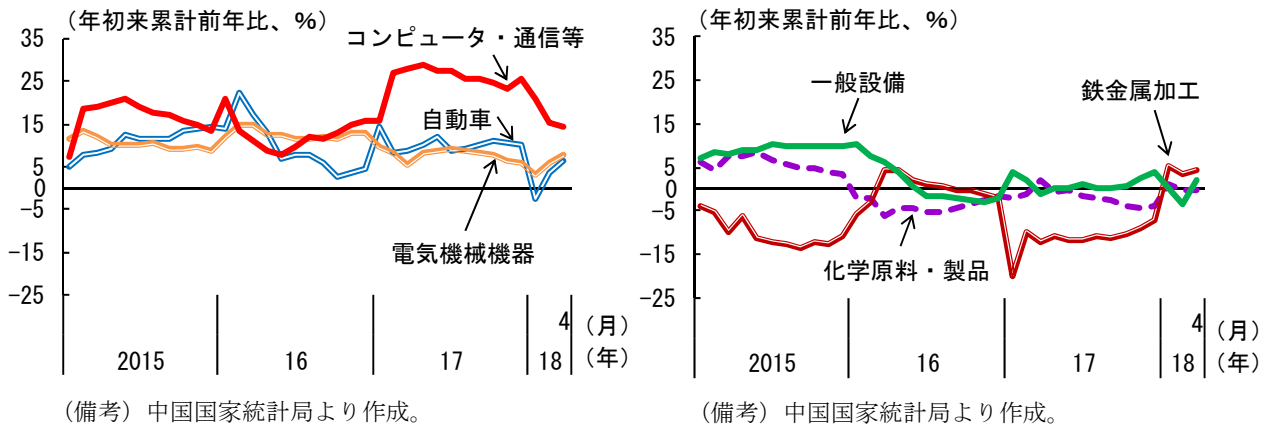 （年初来累計前年比、%）
35
25
15
5
0
-5
-15
-25
コンピュータ・通信等
自動車
電気機械機器
4
（月）
2015
16
17
18
（年）
（備考）中国国家統計局より作成。
（年初来累計前年比、%）
35
25
15
5
0
-5
-15
-25
一般設備
鉄金属加工
化学原料・製品
4
（月）
2015
16
17
18
（年）
（備考）中国国家統計局より作成。